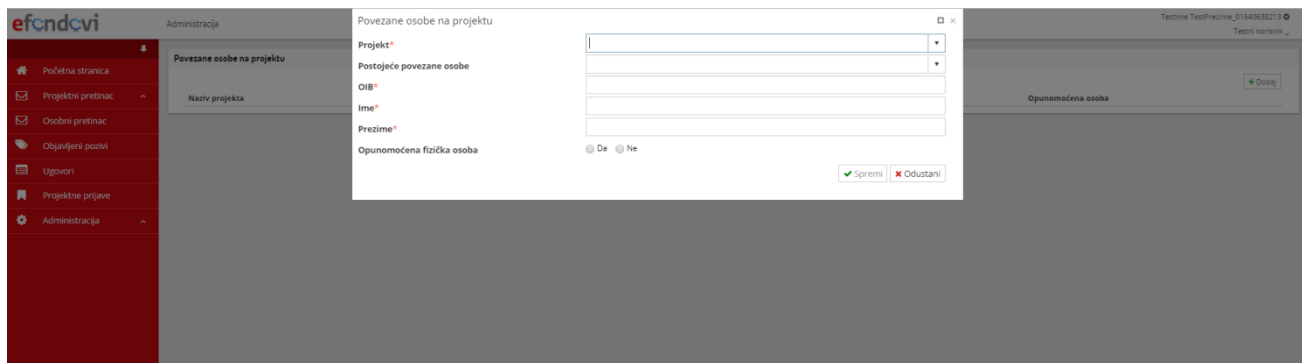 efondovi
Administracija
Testime TestPrezime_01640638213
Testni korisnik
Početna stranica
Projektni pretinac
Osobni pretinac
Objavljeni pozivi
Ugovori
Projektne prijave
Administracija
Povezane osobe na projektu
+ Dodaj
Naziv projekta
Opunomoćena osoba
Povezane osobe na projektu
Projekt*
Postojeće povezane osobe
OIB*
Ime*
Prezime*
Opunomoćena fizička osoba Da Ne
Spremi Odustani